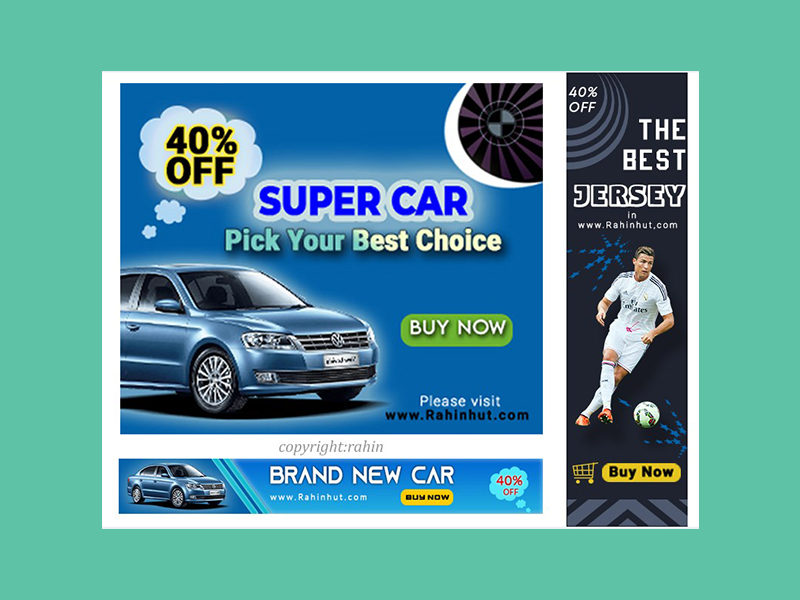 40%
OFF
SUPER CAR
Pick Your Best Choice
BUY NOW
Please visit
www.Rahinhut.com
copyright:rahin
BRAND NEW CAR
www.Rahinhut.com
BUY NOW
40%
OFF
40%
OFF
THE
BEST
JERSEY
in
www.Rahinhut,com
Fly
Emirates
Buy Now